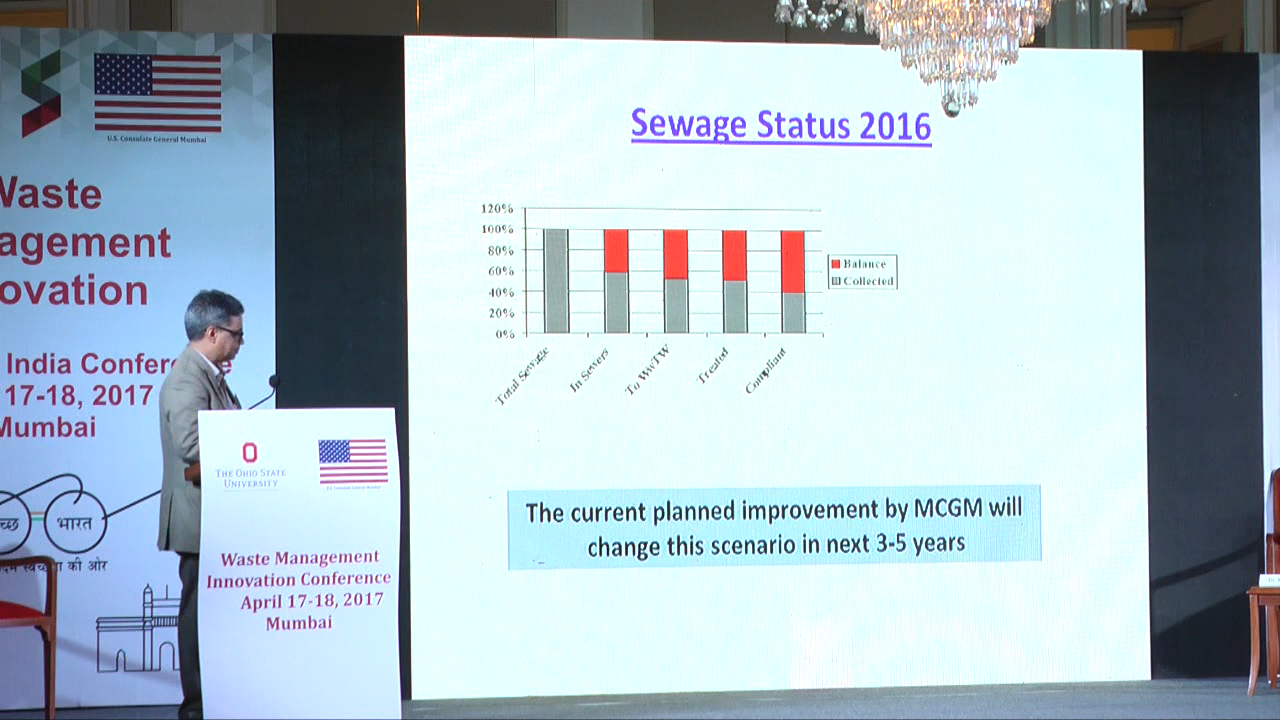 U.S. Consulate General Mumbai
Waste
agement
ovation
India Conference
17-18, 2017
Mumbai
च्छ
भारत
की ओर
THE OHIO STATE
UNIVERSITY
Waste Management
Innovation Conference
April 17-18, 2017
Mumbai
Sewage Status 2016
120%
100%
80%
60%
40%
20%
0%
Total Sewage
In Sewers
To WwTW
Treated
Compliant
Balance
Collected
The current planned improvement by MCGM will
change this scenario in next 3-5 years